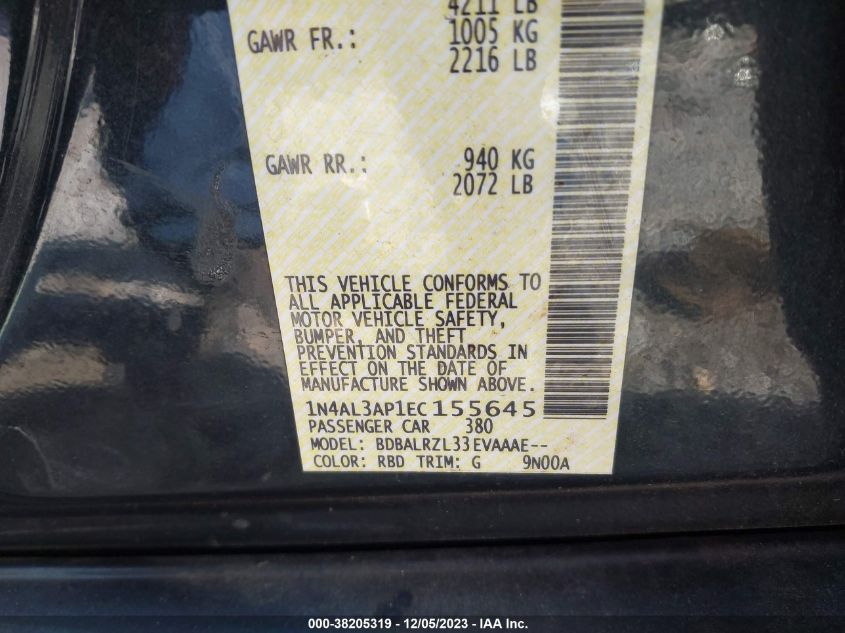 4211 LB
GAWR FR.: 1005 KG
2216 LB
GAWR RR.: 940 KG
2072 LB
THIS VEHICLE CONFORMS TO
ALL APPLICABLE FEDERAL
MOTOR VEHICLE SAFETY,
BUMPER, AND THEFT
PREVENTION STANDARDS IN
EFFECT ON THE DATE OF
MANUFACTURE SHOWN ABOVE.
1N4AL3AP1EC155645
PASSENGER CAR 380
MODEL: BDBALRZL33EVAAAE--
COLOR: RBD TRIM: G 9N00A
000-38205319 - 12/05/2023 - IAA Inc.